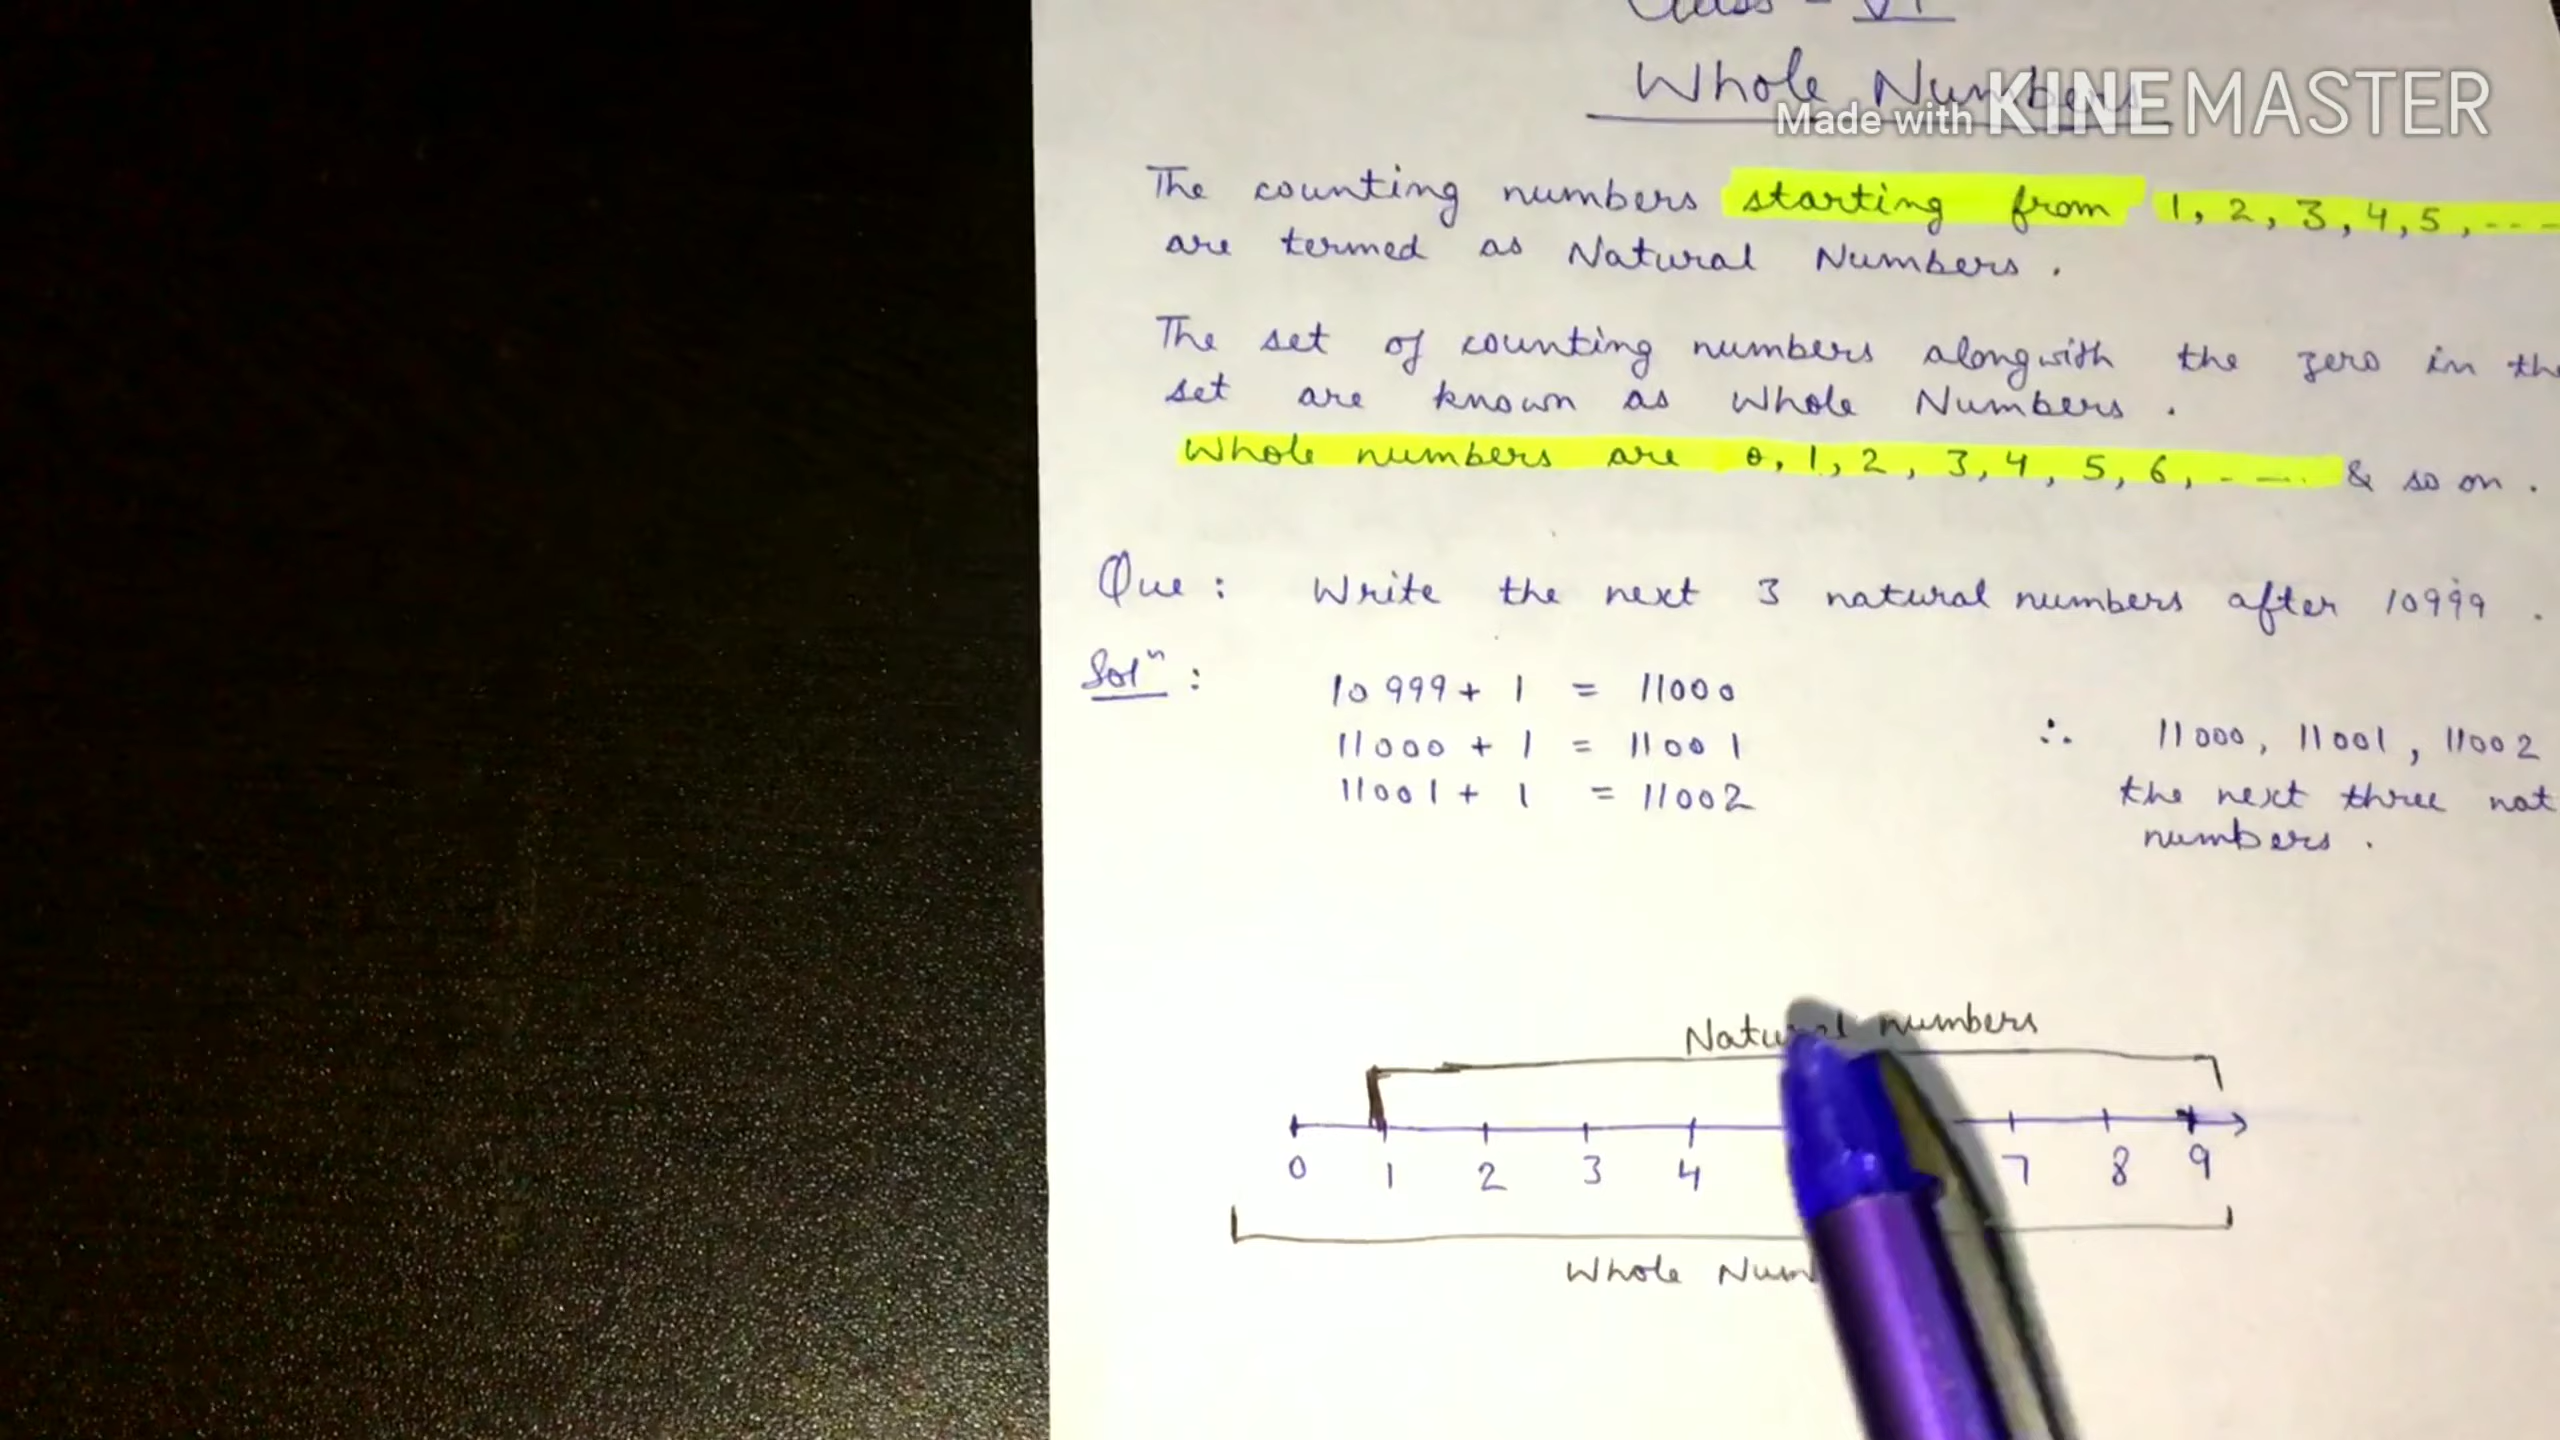 Class - VI
Whole Numbers
Made with KINEMASTER
The counting numbers starting from 1, 2, 3, 4, 5, ---
are termed as Natural Numbers.
The set of counting numbers alongwith the zero in the
set are known as Whole Numbers.
Whole numbers are 0, 1, 2, 3, 4, 5, 6, ---- & so on.
Que: Write the next 3 natural numbers after 10999.
Solⁿ:
10999 + 1 = 11000
11000 + 1 = 11001
11001 + 1 = 11002
∴ 11000, 11001, 11002
the next three nat
numbers.
Natural numbers
0 1 2 3 4 7 8 9
Whole Num